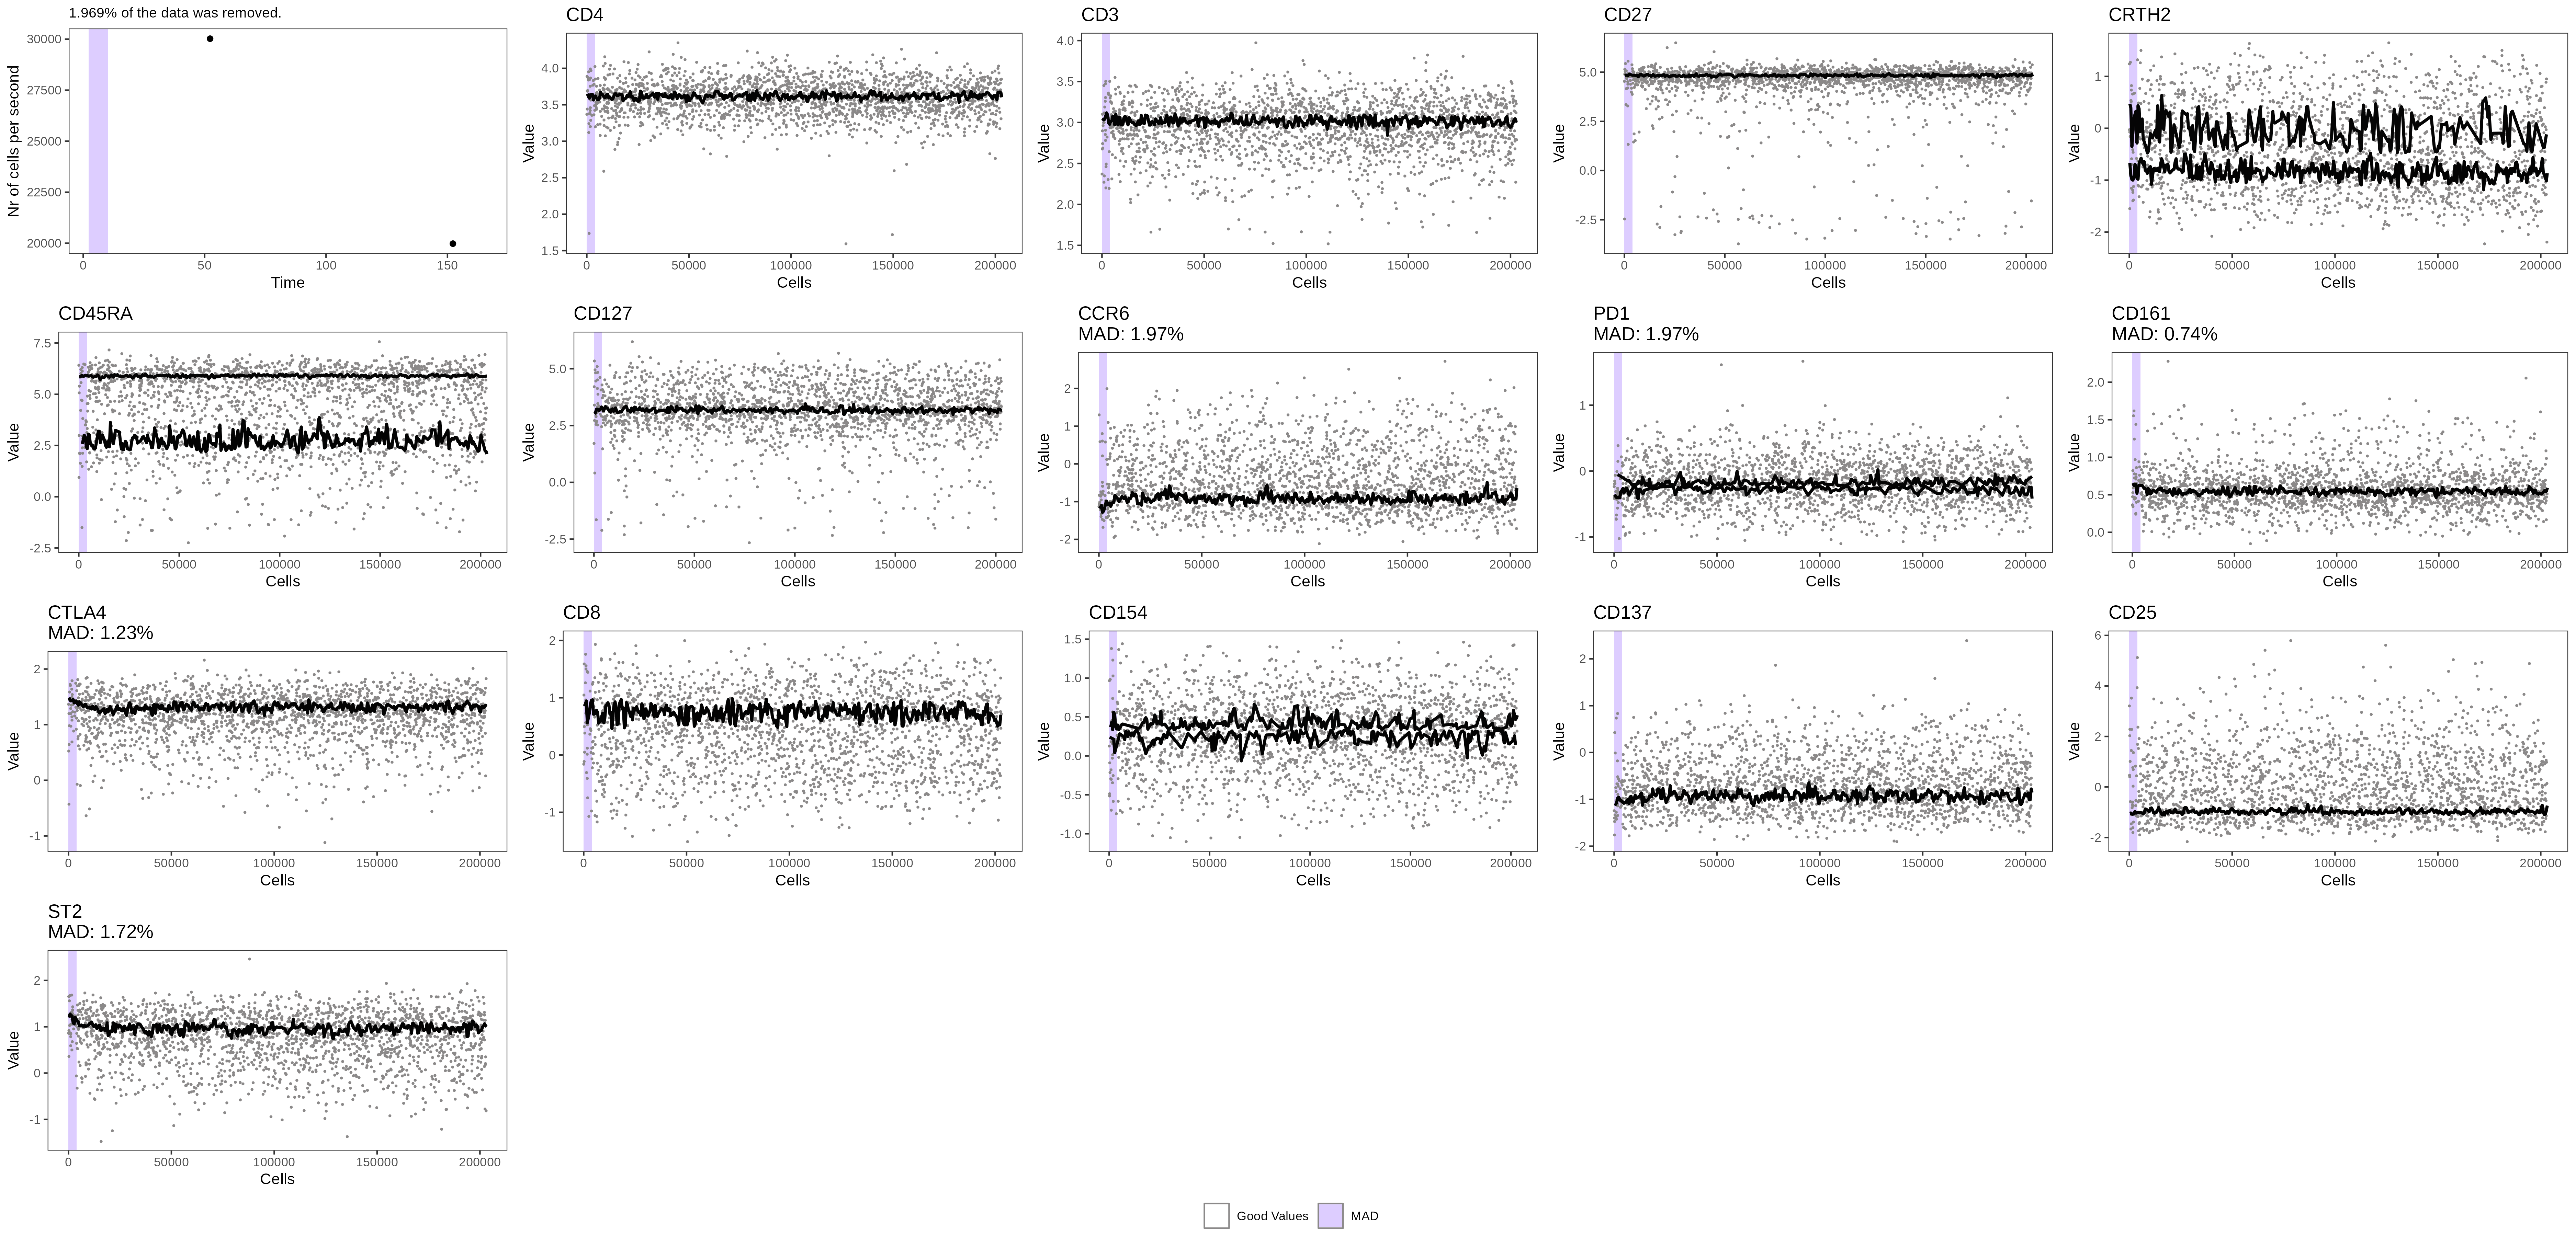 1.969% of the data was removed.
Nr of cells per second
30000
27500
25000
22500
20000
0 50 100 150
Time
CD4
Value
4.0
3.5
3.0
2.5
2.0
1.5
0 50000 100000 150000 200000
Cells
CD3
Value
4.0
3.5
3.0
2.5
2.0
1.5
0 50000 100000 150000 200000
Cells
CD27
Value
5.0
2.5
0.0
-2.5
0 50000 100000 150000 200000
Cells
CRTH2
Value
1
0
-1
-2
0 50000 100000 150000 200000
Cells
CD45RA
Value
7.5
5.0
2.5
0.0
-2.5
0 50000 100000 150000 200000
Cells
CD127
Value
5.0
2.5
0.0
-2.5
0 50000 100000 150000 200000
Cells
CCR6
MAD: 1.97%
Value
2
1
0
-1
-2
0 50000 100000 150000 200000
Cells
PD1
MAD: 1.97%
Value
1
0
-1
0 50000 100000 150000 200000
Cells
CD161
MAD: 0.74%
Value
2.0
1.5
1.0
0.5
0.0
0 50000 100000 150000 200000
Cells
CTLA4
MAD: 1.23%
Value
2
1
0
-1
0 50000 100000 150000 200000
Cells
CD8
Value
2
1
0
-1
0 50000 100000 150000 200000
Cells
CD154
Value
1.5
1.0
0.5
0.0
-0.5
-1.0
0 50000 100000 150000 200000
Cells
CD137
Value
2
1
0
-1
-2
0 50000 100000 150000 200000
Cells
CD25
Value
6
4
2
0
-2
0 50000 100000 150000 200000
Cells
ST2
MAD: 1.72%
Value
2
1
0
-1
0 50000 100000 150000 200000
Cells
Good Values MAD